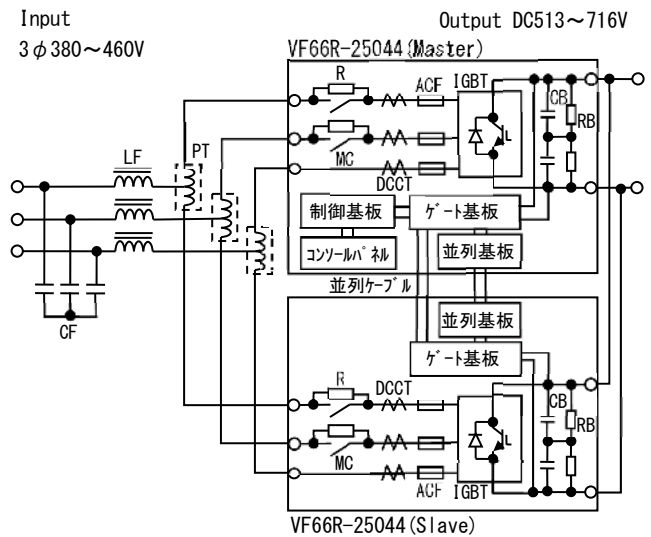 Input
3φ380～460V
Output DC513～716V
VF66R-25044(Master)
R
ACF
IGBT
CB
RB
MC
DCCT
LF
PT
CF
L
制御基板
ゲート基板
コンソールパネル
並列基板
並列ケーブル
並列基板
ゲート基板
R
DCCT
CB
RB
L
MC
ACF
IGBT
VF66R-25044(Slave)